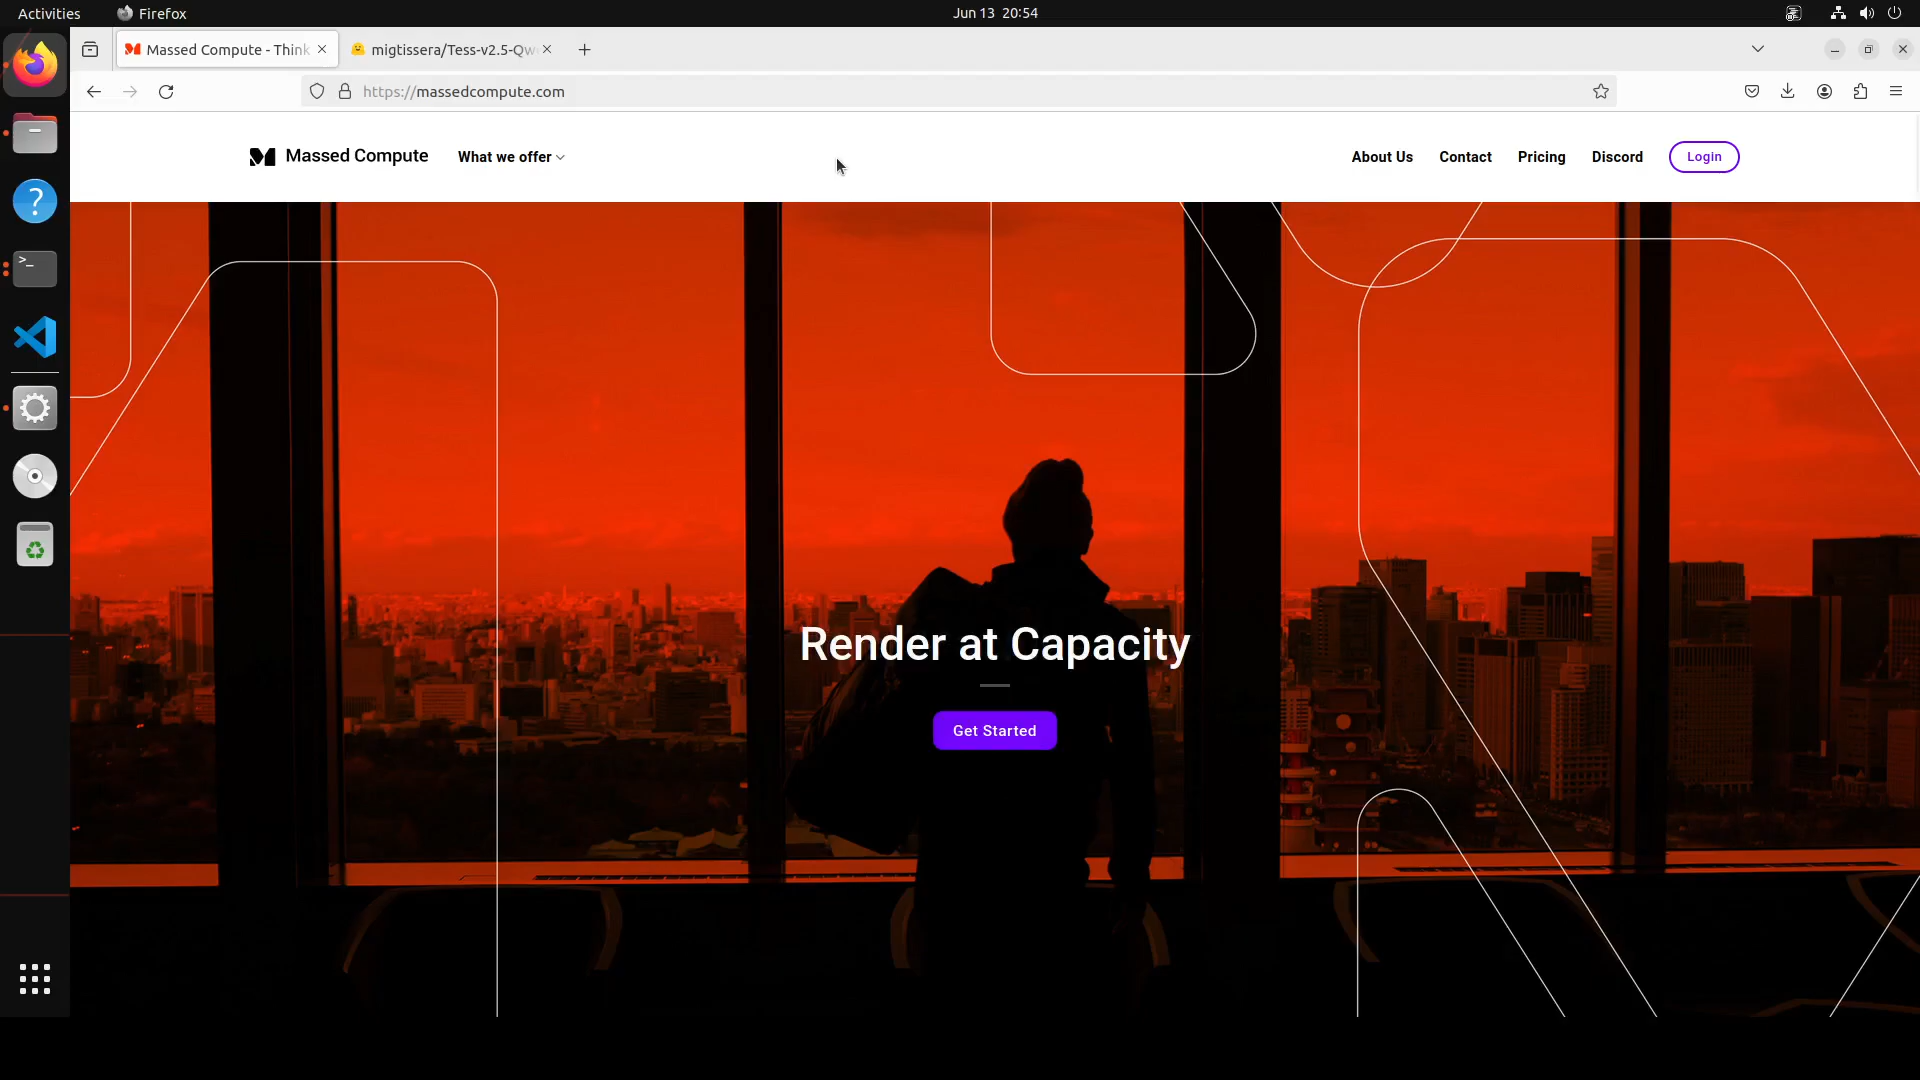 Activities
Firefox
Jun 13 20:54
Massed Compute - Think
migtissera/Tess-v2.5-Qw
https://massedcompute.com
Massed Compute
What we offer
About Us
Contact
Pricing
Discord
Login
Render at Capacity
Get Started